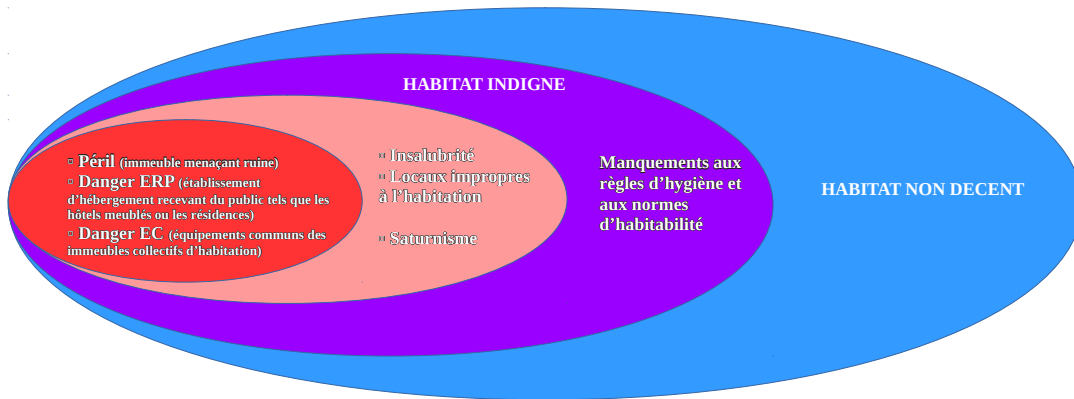 HABITAT INDIGNE
▫ Péril (immeuble menaçant ruine)
▫ Danger ERP (établissement
d’hébergement recevant du public tels que les
hôtels meublés ou les résidences)
▫ Danger EC (équipements communs des
immeubles collectifs d’habitation)
▫ Insalubrité
▫ Locaux impropres
à l’habitation
▫ Saturnisme
Manquements aux
règles d’hygiène et
aux normes
d’habitabilité
HABITAT NON DECENT